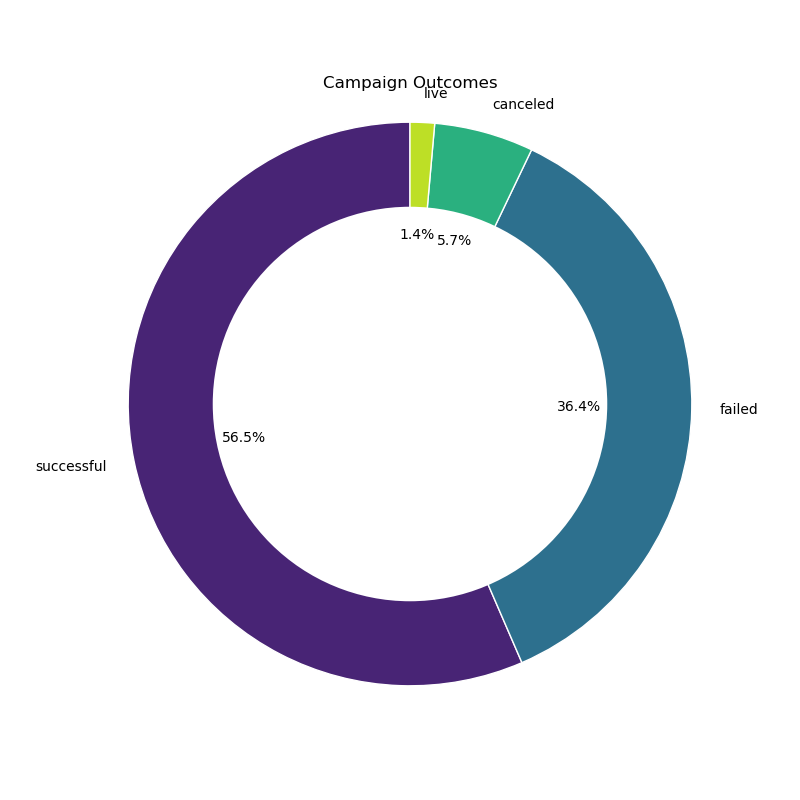 Campaign Outcomes
live
canceled
1.4%
5.7%
36.4%
failed
56.5%
successful